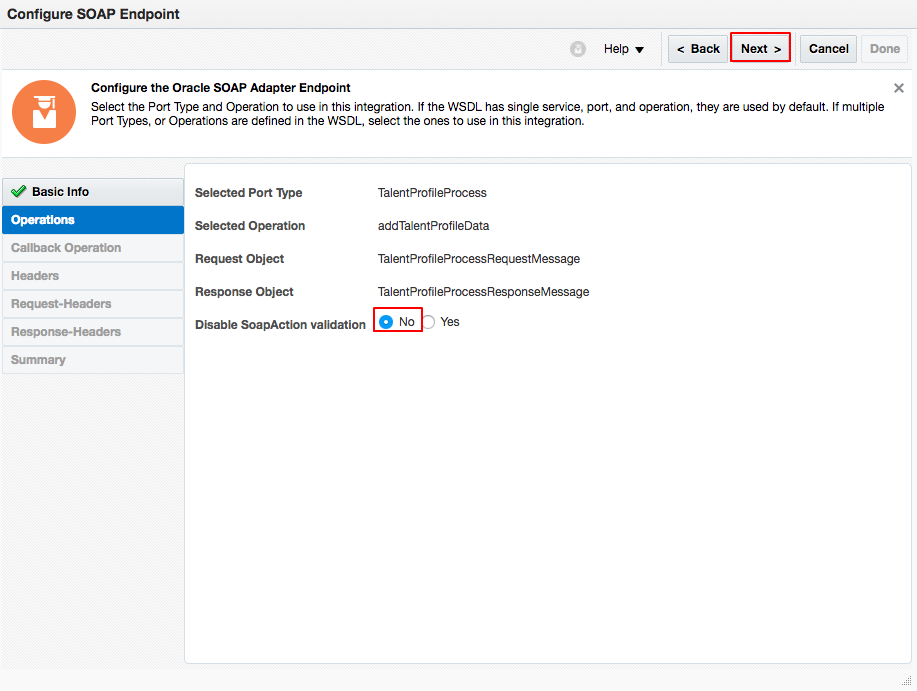 Configure SOAP Endpoint
Help
< Back
Next >
Cancel
Done
Configure the Oracle SOAP Adapter Endpoint
Select the Port Type and Operation to use in this integration. If the WSDL has single service, port, and operation, they are used by default. If multiple
Port Types, or Operations are defined in the WSDL, select the ones to use in this integration.
Basic Info
Operations
Callback Operation
Headers
Request-Headers
Response-Headers
Summary
Selected Port Type TalentProfileProcess
Selected Operation addTalentProfileData
Request Object TalentProfileProcessRequestMessage
Response Object TalentProfileProcessResponseMessage
Disable SoapAction validation No Yes